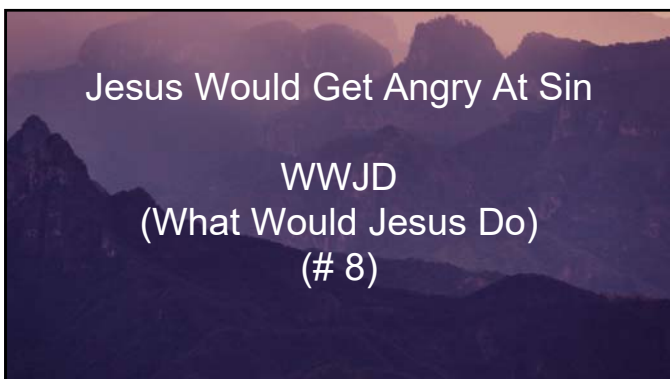 Jesus Would Get Angry At Sin
WWJD
(What Would Jesus Do)
(# 8)